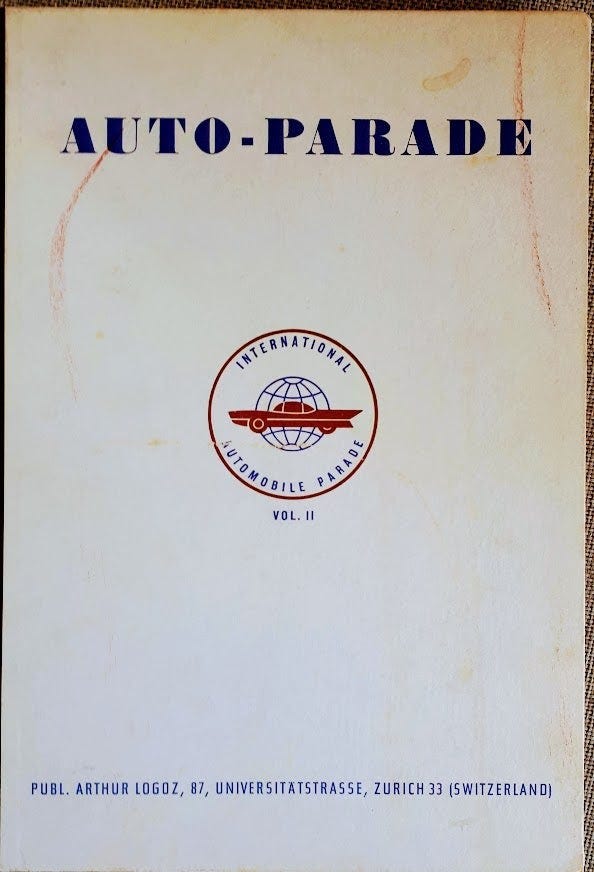 AUTO-PARADE
INTERNATIONAL
AUTOMOBILE PARADE
VOL. II
PUBL. ARTHUR LOGOZ, 87, UNIVERSITÄTSTRASSE, ZURICH 33 (SWITZERLAND)